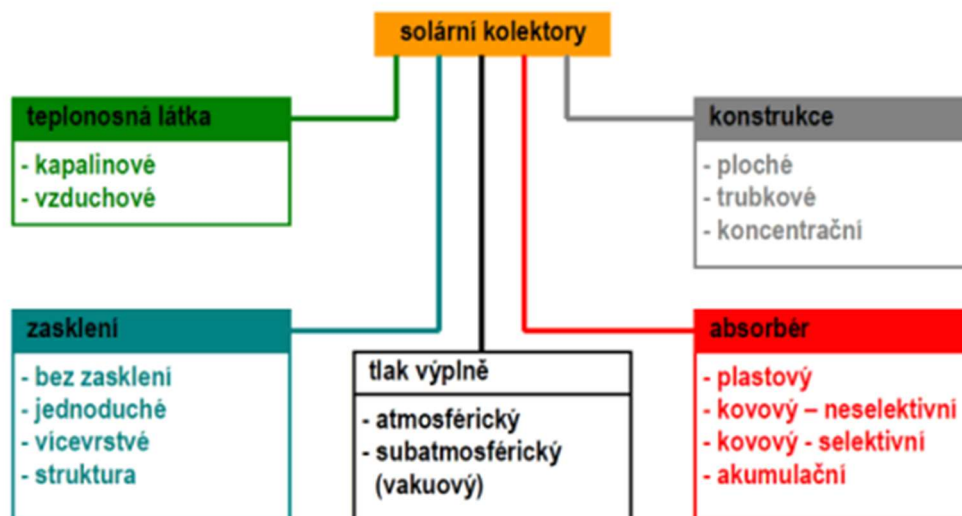 solární kolektory
teplonosná látka
- kapalinové
- vzduchové
konstrukce
- ploché
- trubkové
- koncentrační
zasklení
- bez zasklení
- jednoduché
- vícevrstvé
- struktura
tlak výplně
- atmosférický
- subatmosférický
(vakuový)
absorbér
- plastový
- kovový – neselektivní
- kovový - selektivní
- akumulační